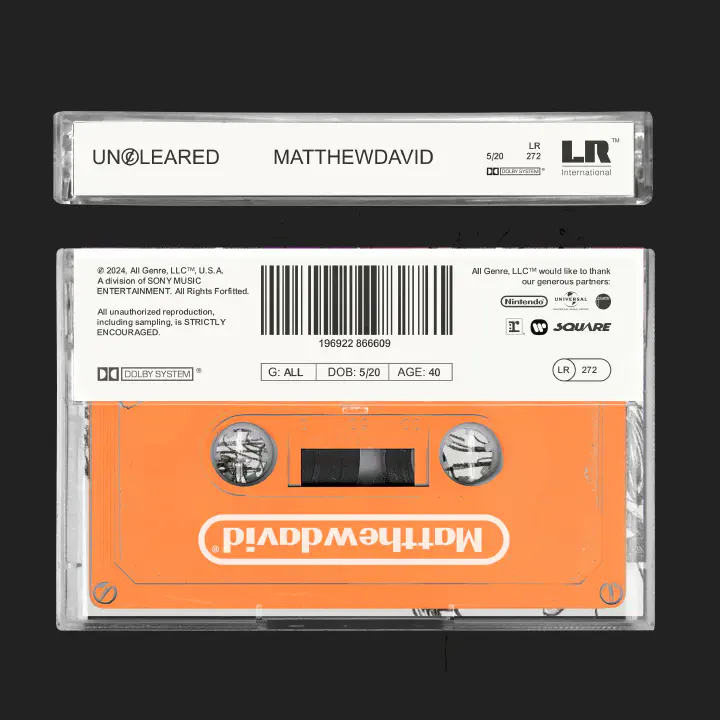 UNȻLEARED
MATTHEWDAVID
LR
5/20 272
DOLBY SYSTEM®
LR™
International
℗ 2024, All Genre, LLC™, U.S.A.
A division of SONY MUSIC
ENTERTAINMENT. All Rights Forfitted.
All unauthorized reproduction,
including sampling, is STRICTLY
ENCOURAGED.
DOLBY SYSTEM ®
196922 866609
G: ALL DOB: 5/20 AGE: 40
All Genre, LLC™ would like to thank
our generous partners:
Nintendo
UNIVERSAL
r
W
SQUARE
LR 272
Matthewdavid®